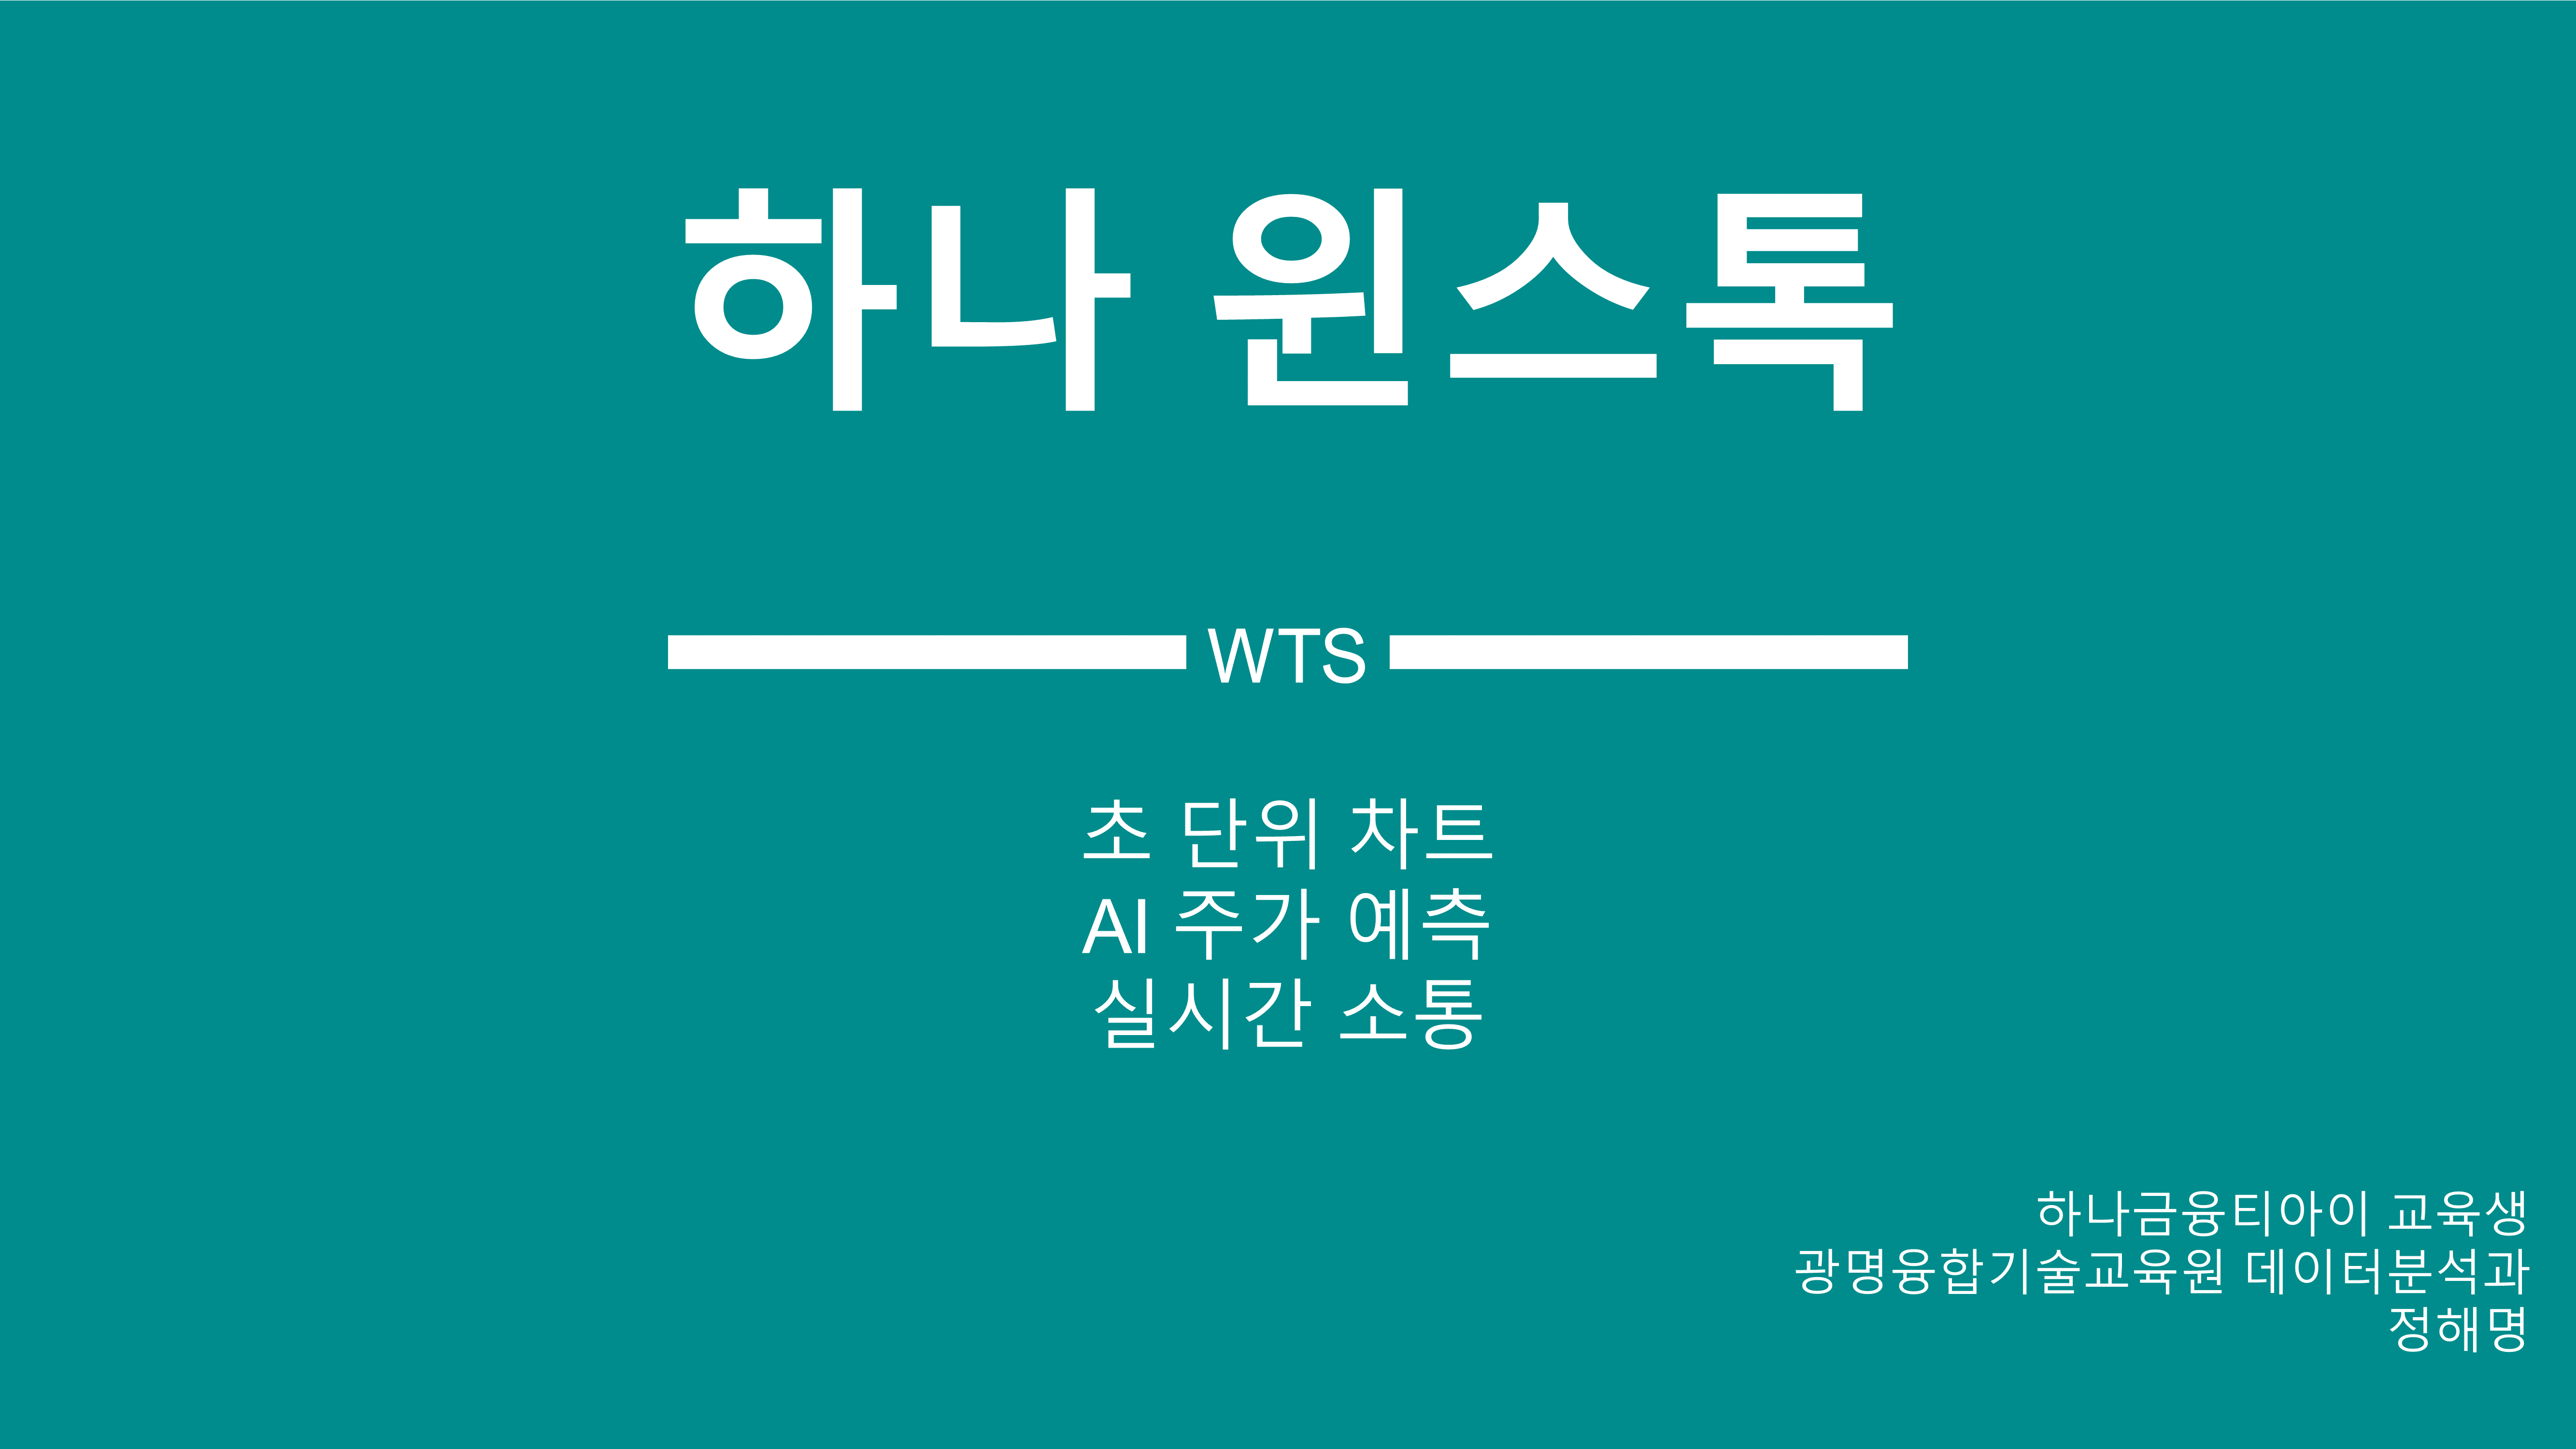 하나 윈스톡
WTS
초 단위 차트
AI 주가 예측
실시간 소통
하나금융티아이 교육생
광명융합기술교육원 데이터분석과
정해명